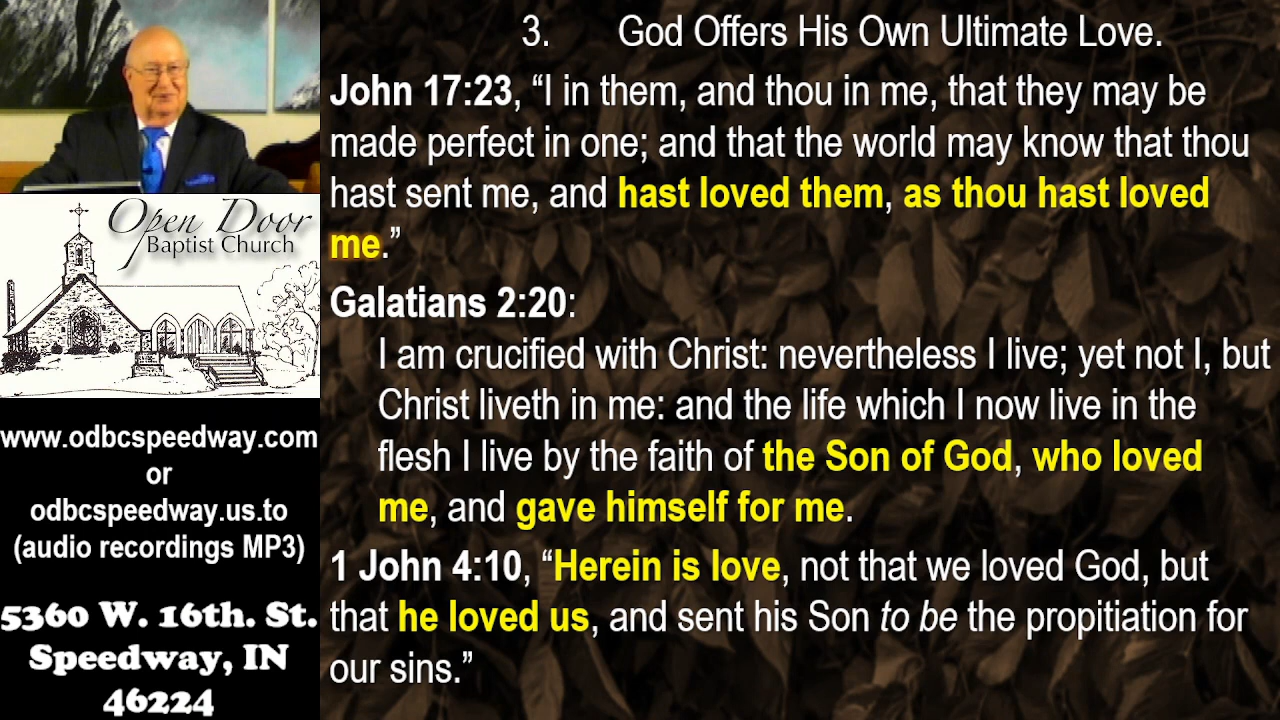 Open Door
Baptist Church
www.odbcspeedway.com
or
odbcspeedway.us.to
(audio recordings MP3)
5360 W. 16th. St.
Speedway, IN
46224
3. God Offers His Own Ultimate Love.
John 17:23, “I in them, and thou in me, that they may be
made perfect in one; and that the world may know that thou
hast sent me, and hast loved them, as thou hast loved
me.”
Galatians 2:20:
I am crucified with Christ: nevertheless I live; yet not I, but
Christ liveth in me: and the life which I now live in the
flesh I live by the faith of the Son of God, who loved
me, and gave himself for me.
1 John 4:10, “Herein is love, not that we loved God, but
that he loved us, and sent his Son to be the propitiation for
our sins.”